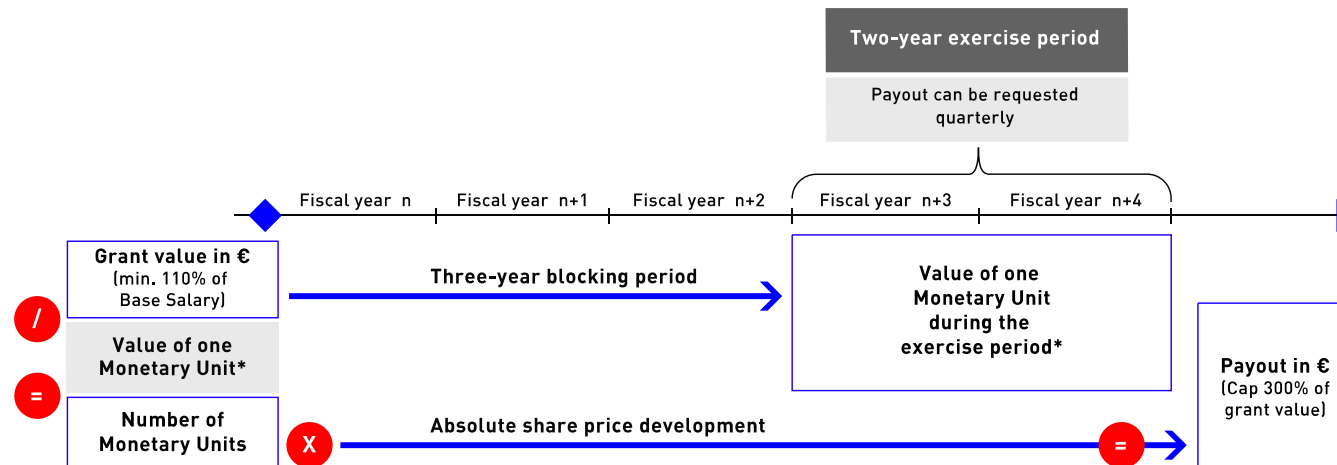 Two-year exercise period
Payout can be requested
quarterly
Fiscal year n
Fiscal year n+1
Fiscal year n+2
Fiscal year n+3
Fiscal year n+4
Grant value in €
(min. 110% of
Base Salary)
/
Value of one
Monetary Unit*
=
Number of
Monetary Units
Three-year blocking period
Value of one
Monetary Unit
during the
exercise period*
X
Absolute share price development
=
Payout in €
(Cap 300% of
grant value)